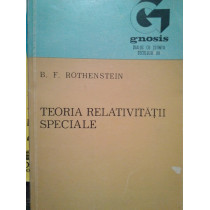 gnosis
B. F. ROTHENSTEIN
TEORIA RELATIVITĂȚII
SPECIALE